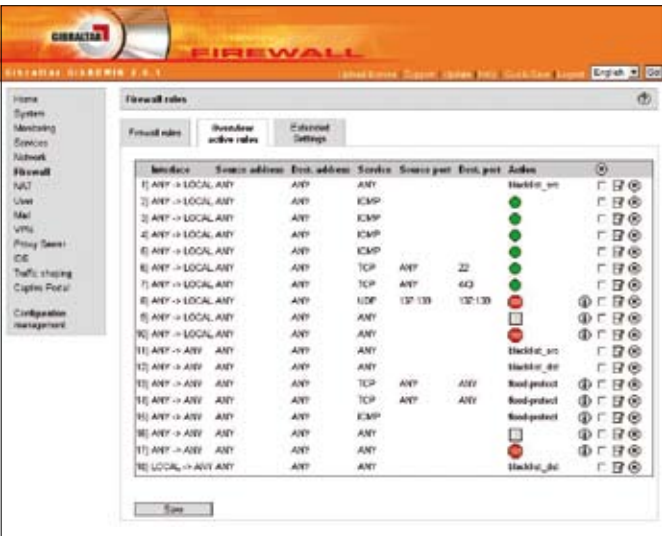 GIBRALTAR
FIREWALL
Gibraltar GibADMIN 2.4.1
Support Update Help Quick Save Logout English Go
Home
System
Monitoring
Services
Network
Firewall
NAT
User
Mail
VPN
Proxy Server
IDS
Traffic shaping
Captive Portal
Configuration
management
Firewall rules
Firewall rules
Overview
active rules
Extended
Settings
Interface Source address Dest. address Service Source port Dest. port Action
1] ANY -> LOCAL ANY ANY ANY blacklist_src
2] ANY -> LOCAL ANY ANY ICMP
3] ANY -> LOCAL ANY ANY ICMP
4] ANY -> LOCAL ANY ANY ICMP
5] ANY -> LOCAL ANY ANY ICMP
6] ANY -> LOCAL ANY ANY TCP ANY 22
7] ANY -> LOCAL ANY ANY TCP ANY 443
8] ANY -> LOCAL ANY ANY UDP 137:139 137:139
9] ANY -> LOCAL ANY ANY ANY
10] ANY -> LOCAL ANY ANY ANY
11] ANY -> ANY ANY ANY ANY blacklist_src
12] ANY -> ANY ANY ANY ANY blacklist_dst
13] ANY -> ANY ANY ANY TCP ANY ANY flood-protect
14] ANY -> ANY ANY ANY TCP ANY ANY flood-protect
15] ANY -> ANY ANY ANY ICMP flood-protect
16] ANY -> ANY ANY ANY ANY
17] ANY -> ANY ANY ANY ANY
18] LOCAL -> ANY ANY ANY ANY blacklist_dst
Save